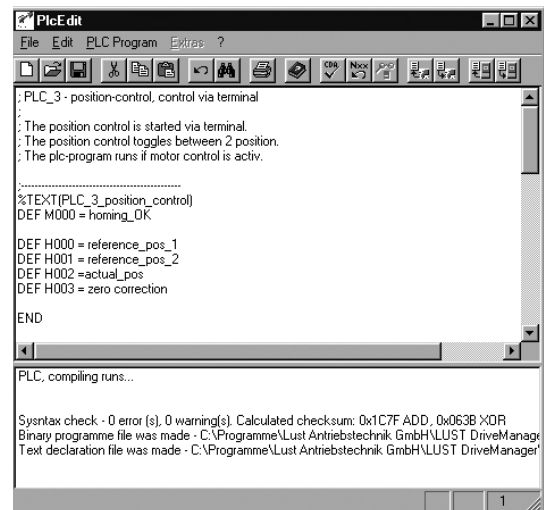 PlcEdit
File Edit PLC Program Extras ?
CDA Nxx
; PLC_3 - position-control, control via terminal
;
; The position control is started via terminal.
; The position control toggles between 2 position.
; The plc-program runs if motor control is activ.
;-----------------------------------------------
%TEXT(PLC_3_position_control)
DEF M000 = homing_OK
DEF H000 = reference_pos_1
DEF H001 = reference_pos_2
DEF H002 =actual_pos
DEF H003 = zero correction
END
PLC, compiling runs...
Sysntax check - 0 error (s), 0 warning(s). Calculated checksum: 0x1C7F ADD, 0x063B XOR
Binary programme file was made - C:\Programme\Lust Antriebstechnik GmbH\LUST DriveManage
Text declaration file was made - C:\Programme\Lust Antriebstechnik GmbH\LUST DriveManager'
1